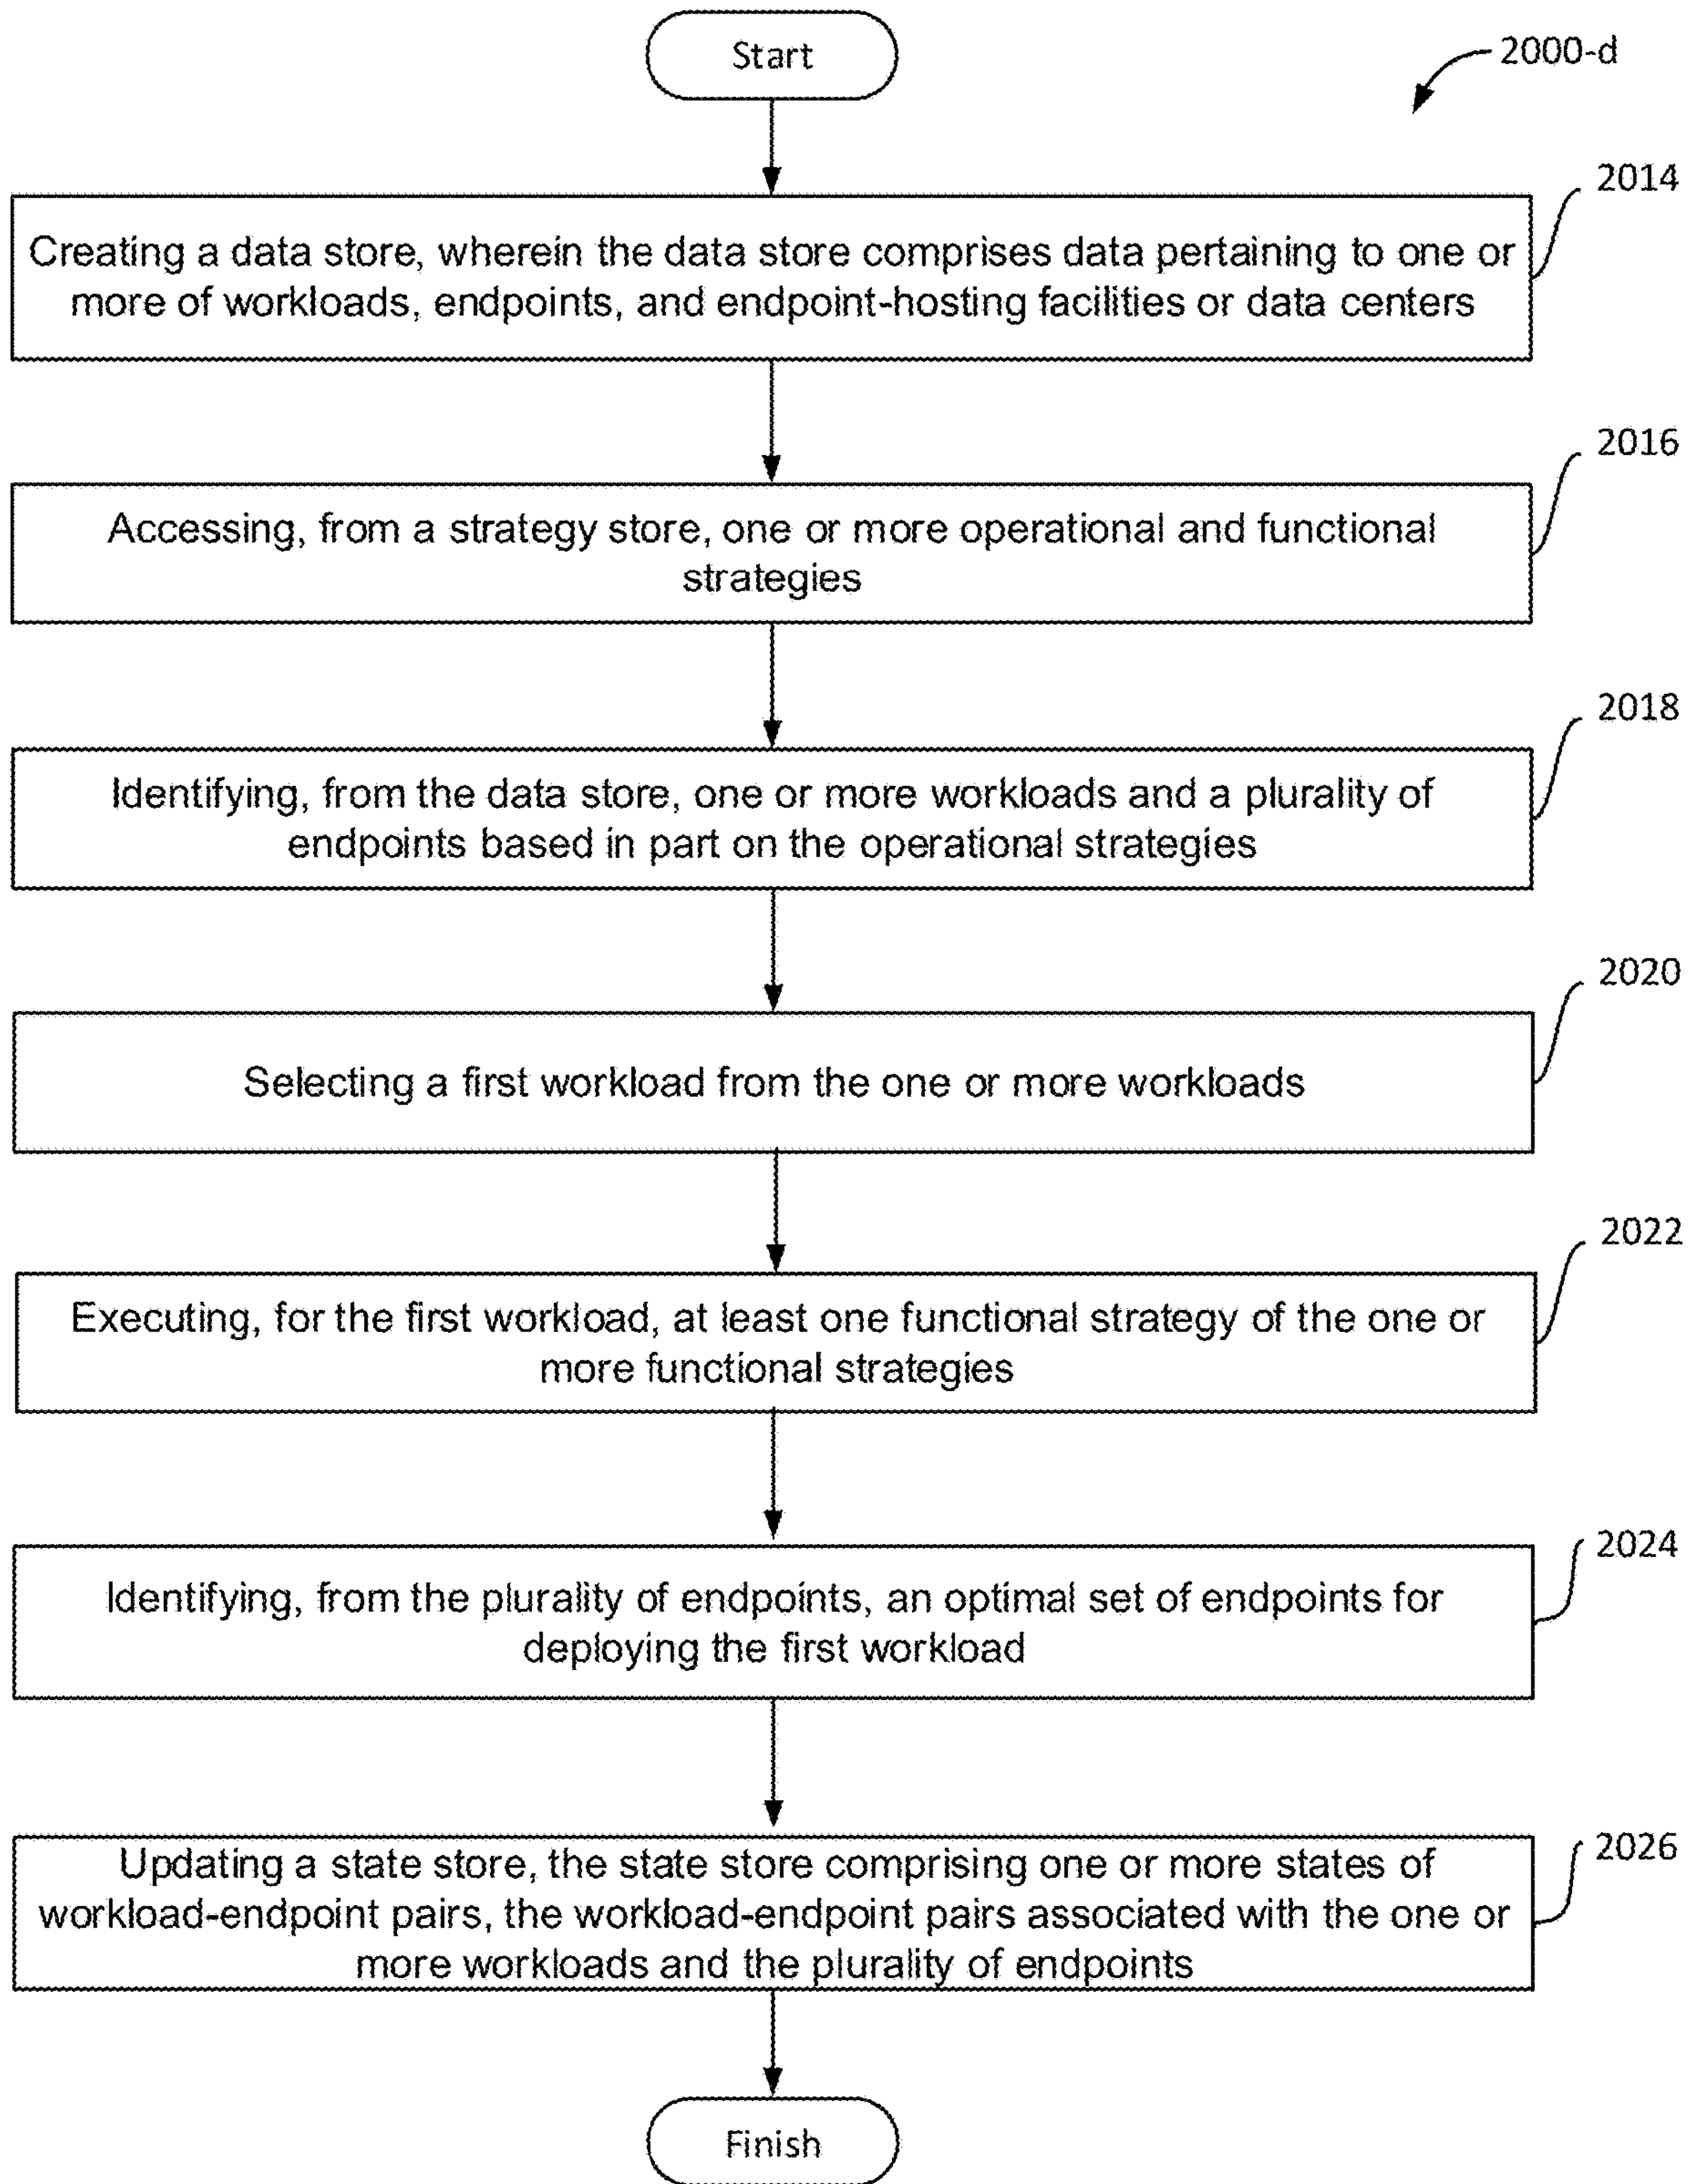 Start
2000-d
2014
Creating a data store, wherein the data store comprises data pertaining to one or
more of workloads, endpoints, and endpoint-hosting facilities or data centers
2016
Accessing, from a strategy store, one or more operational and functional
strategies
2018
Identifying, from the data store, one or more workloads and a plurality of
endpoints based in part on the operational strategies
2020
Selecting a first workload from the one or more workloads
2022
Executing, for the first workload, at least one functional strategy of the one or
more functional strategies
2024
Identifying, from the plurality of endpoints, an optimal set of endpoints for
deploying the first workload
2026
Updating a state store, the state store comprising one or more states of
workload-endpoint pairs, the workload-endpoint pairs associated with the one or
more workloads and the plurality of endpoints
Finish